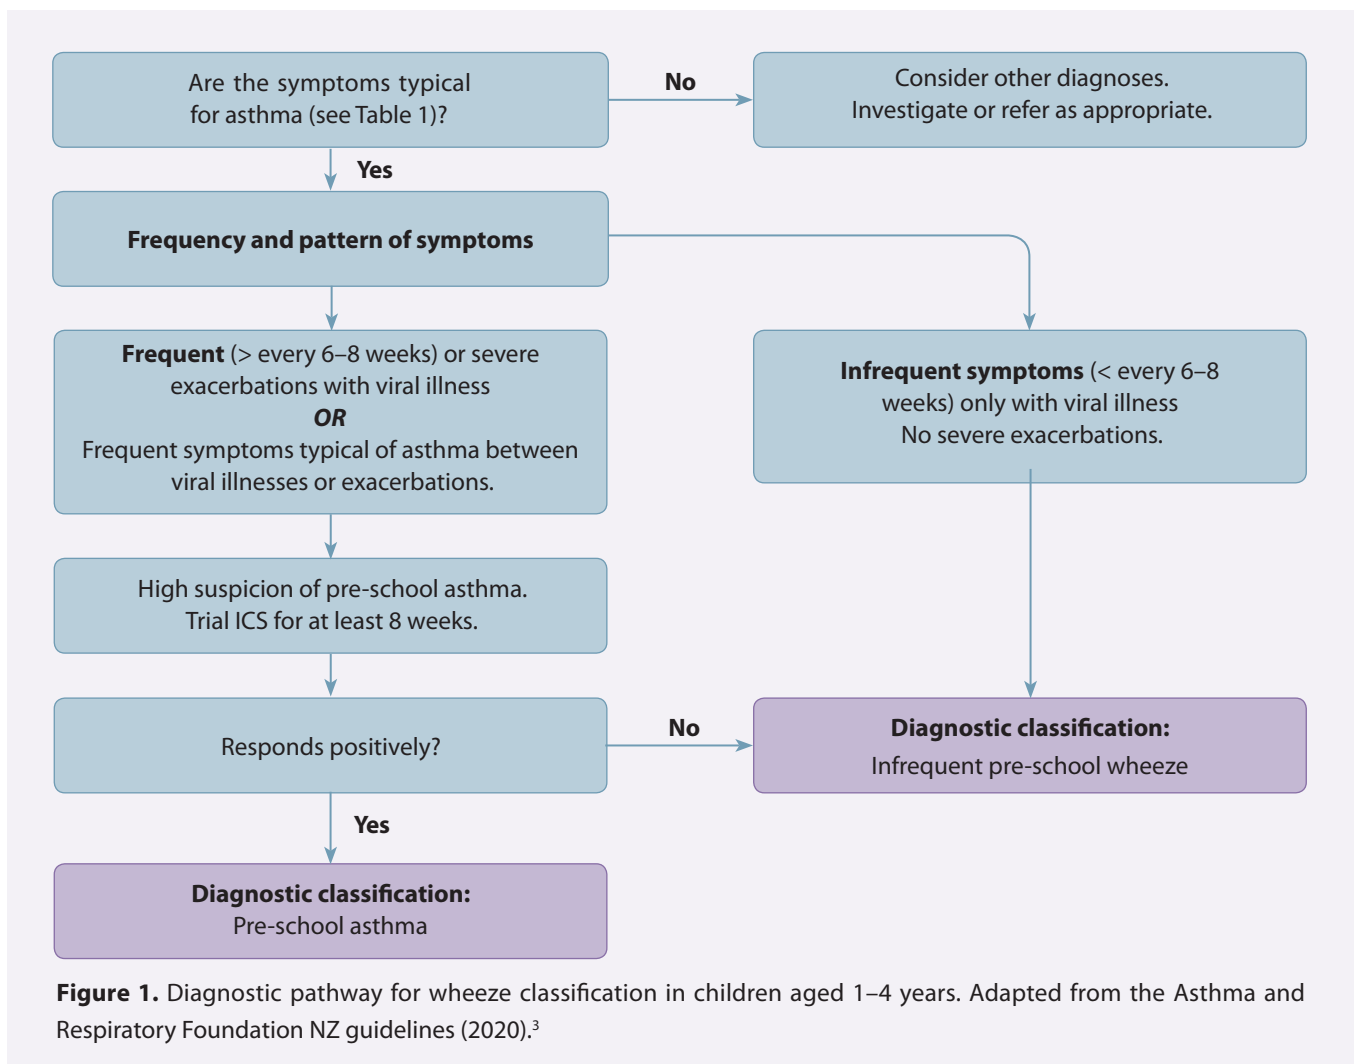 Are the symptoms typical
for asthma (see Table 1)?
No
Consider other diagnoses.
Investigate or refer as appropriate.
Yes
Frequency and pattern of symptoms
Frequent (> every 6–8 weeks) or severe
exacerbations with viral illness
OR
Frequent symptoms typical of asthma between
viral illnesses or exacerbations.
Infrequent symptoms (< every 6–8
weeks) only with viral illness
No severe exacerbations.
High suspicion of pre-school asthma.
Trial ICS for at least 8 weeks.
Responds positively?
No
Diagnostic classification:
Infrequent pre-school wheeze
Yes
Diagnostic classification:
Pre-school asthma
Figure 1. Diagnostic pathway for wheeze classification in children aged 1–4 years. Adapted from the Asthma and
Respiratory Foundation NZ guidelines (2020).³